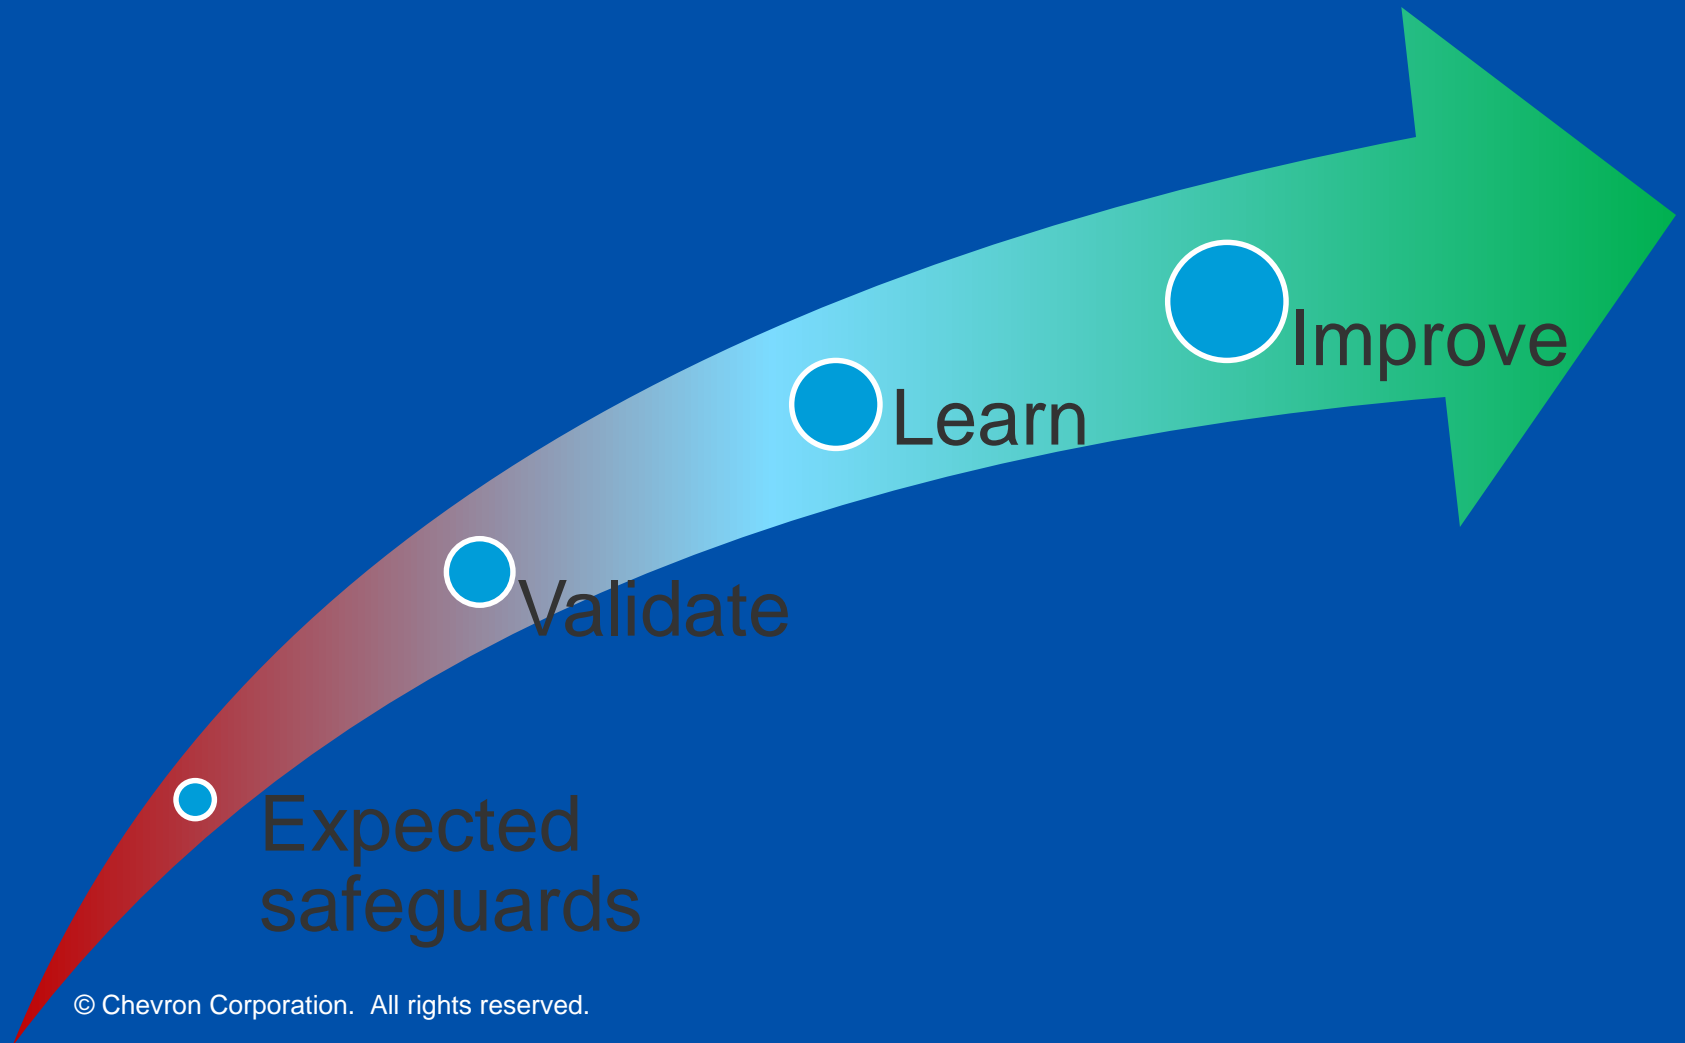 Improve
Learn
Validate
Expected
safeguards
© Chevron Corporation.  All rights reserved.